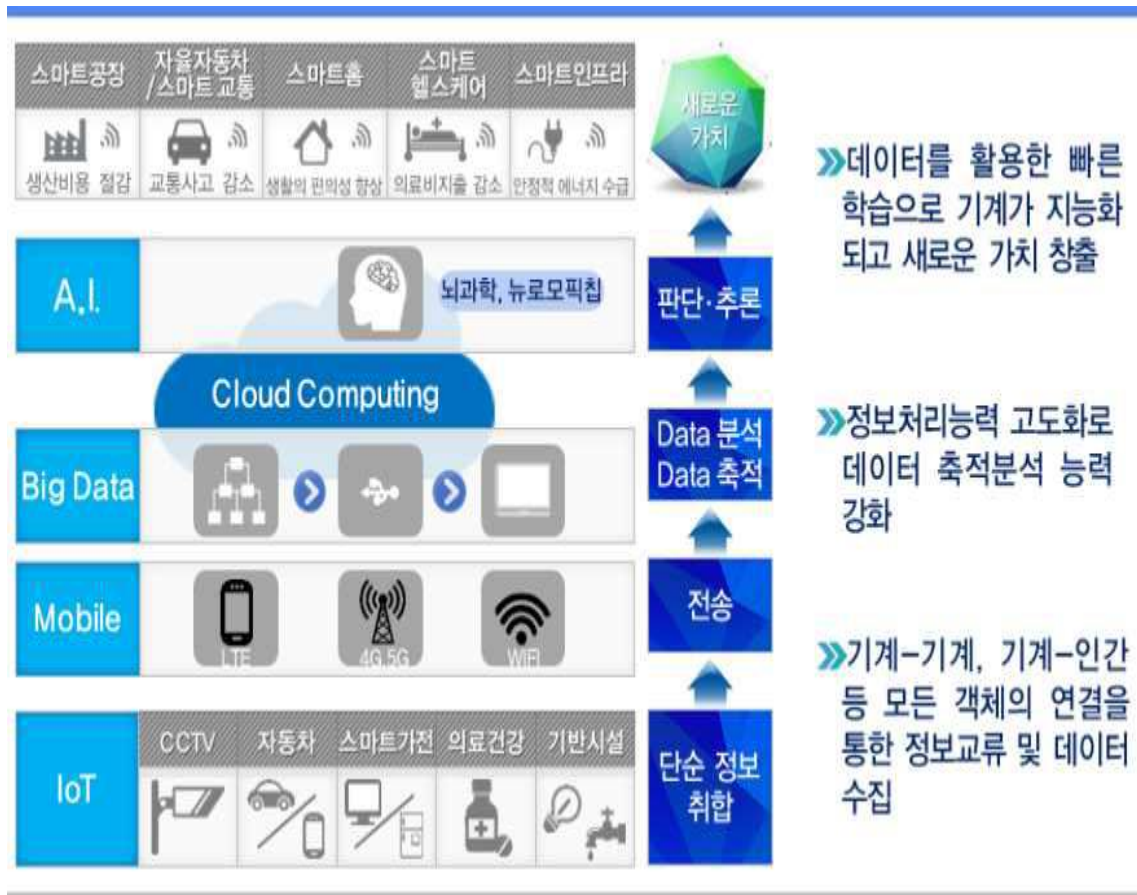 스마트공장
자율자동차
/스마트 교통
스마트홈
스마트
헬스케어
스마트인프라
생산비용 절감
교통사고 감소
생활의 편의성 향상
의료비지출 감소
안정적 에너지 수급
새로운
가치
»데이터를 활용한 빠른
학습으로 기계가 지능화
되고 새로운 가치 창출
A.I.
뇌과학, 뉴로모픽칩
판단·추론
Cloud Computing
Big Data
Data 분석
Data 축적
»정보처리능력 고도화로
데이터 축적분석 능력
강화
Mobile
LTE
4G,5G
WiFi
전송
IoT
CCTV
자동차
스마트가전
의료건강
기반시설
단순 정보
취합
»기계-기계, 기계-인간
등 모든 객체의 연결을
통한 정보교류 및 데이터
수집